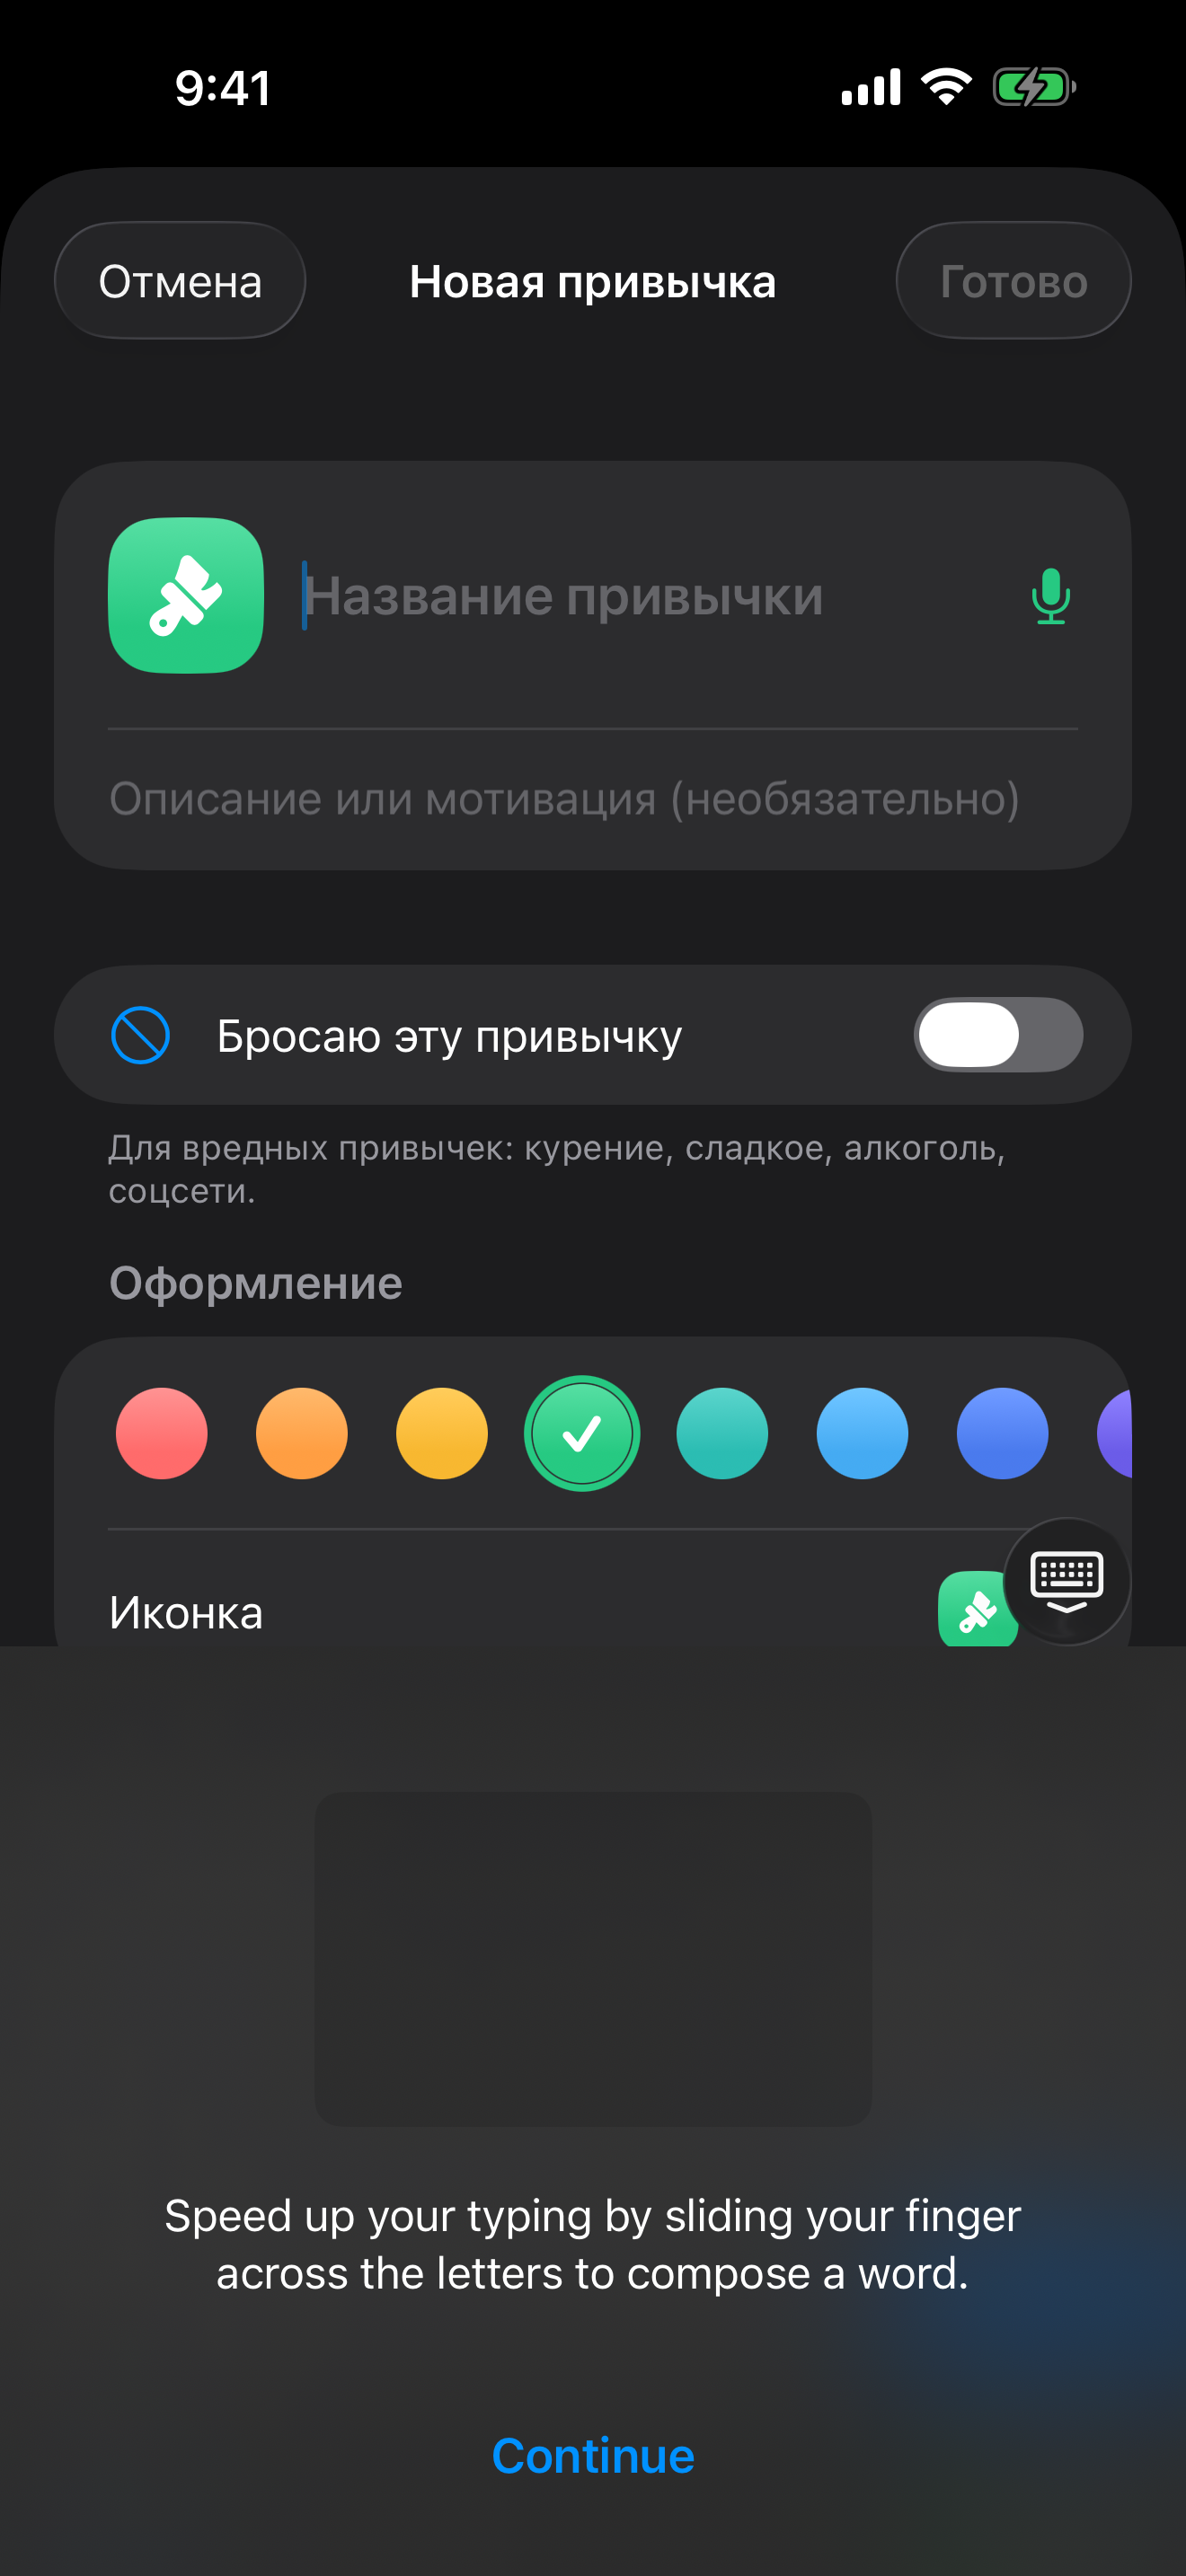 9:41
Отмена
Новая привычка
Готово
Название привычки
Описание или мотивация (необязательно)
Бросаю эту привычку
Для вредных привычек: курение, сладкое, алкоголь,
соцсети.
Оформление
Иконка
Speed up your typing by sliding your finger
across the letters to compose a word.
Continue